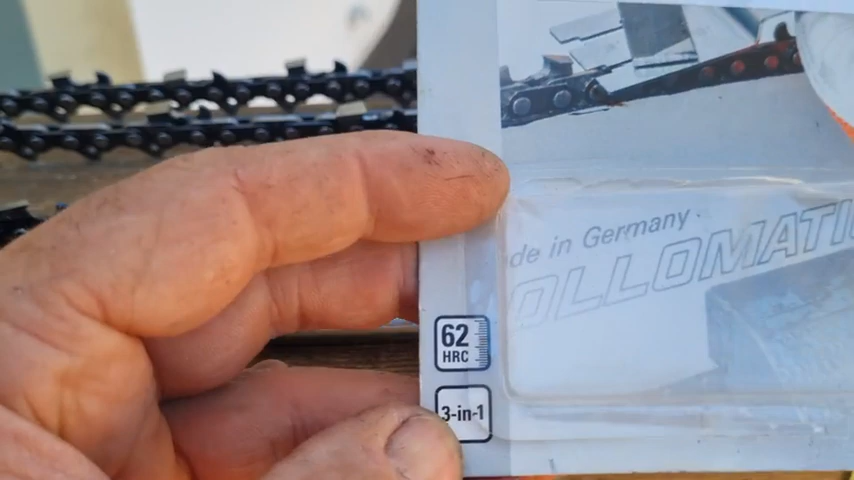 de in Germany
OLLOMATI
62
HRC
3-in-1